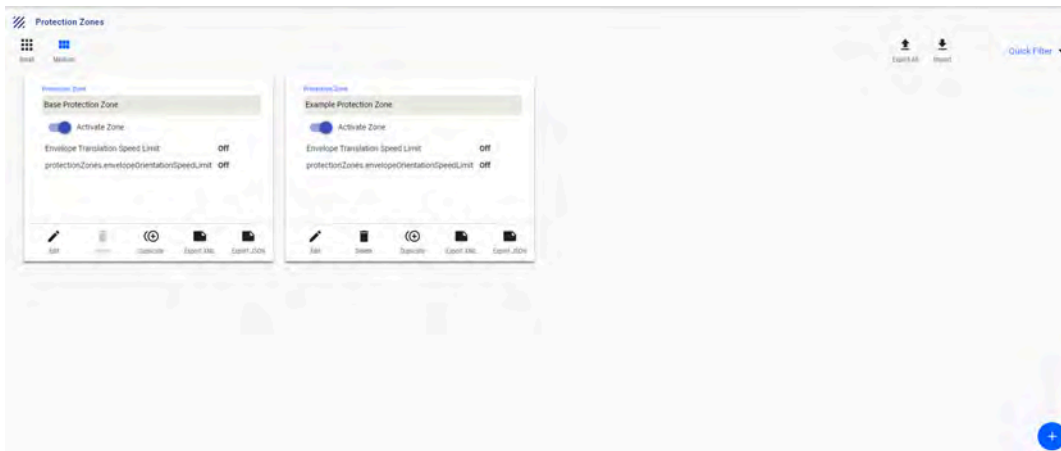 Protection Zones
Small
Medium
Export All
Import
Quick Filter
Protection Zone
Base Protection Zone
Activate Zone
Envelope Translation Speed Limit Off
protectionZones.envelopeOrientationSpeedLimit Off
Edit
Delete
Duplicate
Export XML
Export JSON
Protection Zone
Example Protection Zone
Activate Zone
Envelope Translation Speed Limit Off
protectionZones.envelopeOrientationSpeedLimit Off
Edit
Delete
Duplicate
Export XML
Export JSON